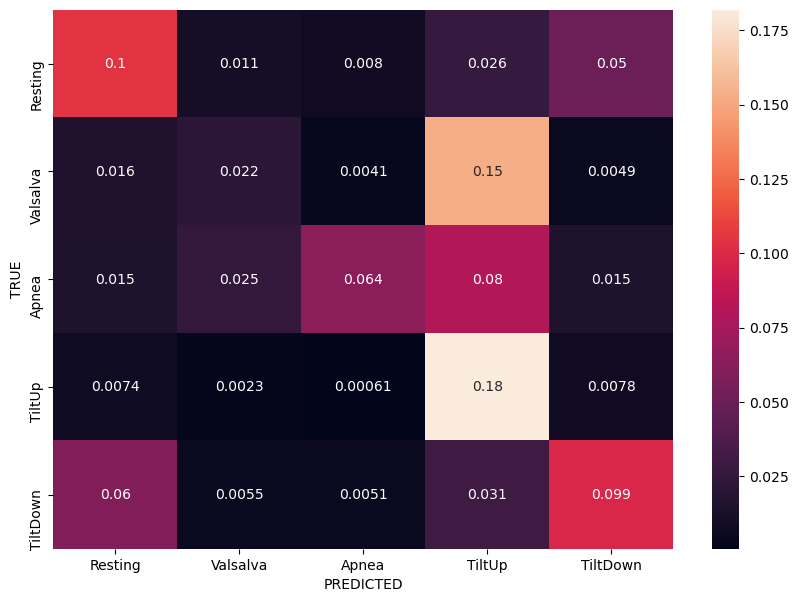 0.175
0.150
0.125
0.100
0.075
0.050
0.025
TRUE
Resting
0.1 0.011 0.008 0.026 0.05
Valsalva
0.016 0.022 0.0041 0.15 0.0049
Apnea
0.015 0.025 0.064 0.08 0.015
TiltUp
0.0074 0.0023 0.00061 0.18 0.0078
TiltDown
0.06 0.0055 0.0051 0.031 0.099
Resting Valsalva Apnea TiltUp TiltDown
PREDICTED